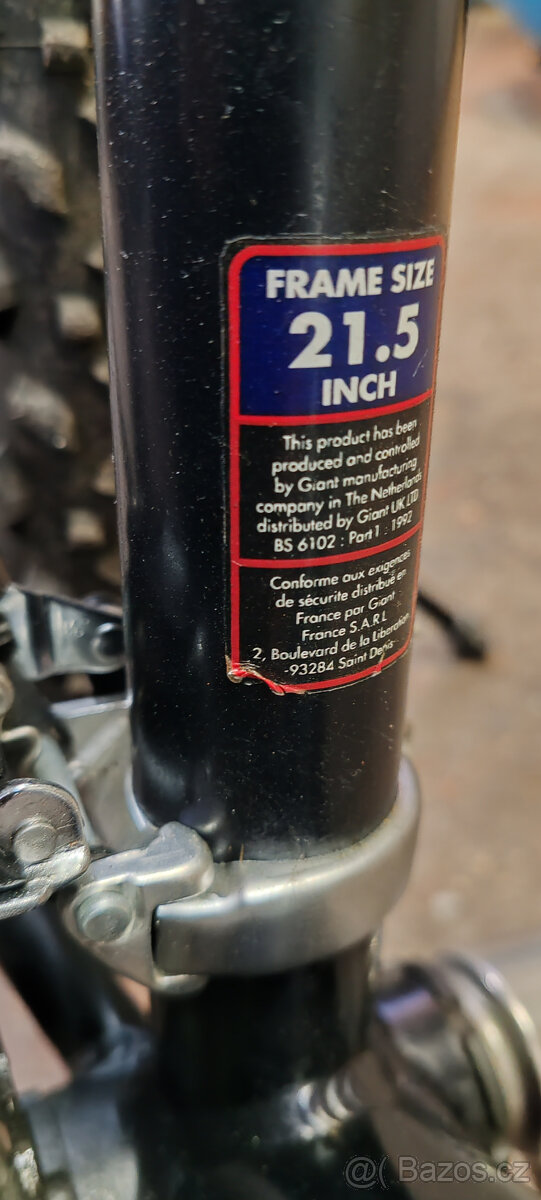 FRAME SIZE
21.5
INCH
This product has been
produced and controlled
by Giant manufacturing
company in The Netherlands
distributed by Giant UK LTD
BS 6102 : Part 1 : 1992
Conforme aux exigences
de sécurite distribué en
France par Giant
France S.A.R.L
2, Boulevard de la Liberation
-93284 Saint Denis-
@( Bazoš.cz